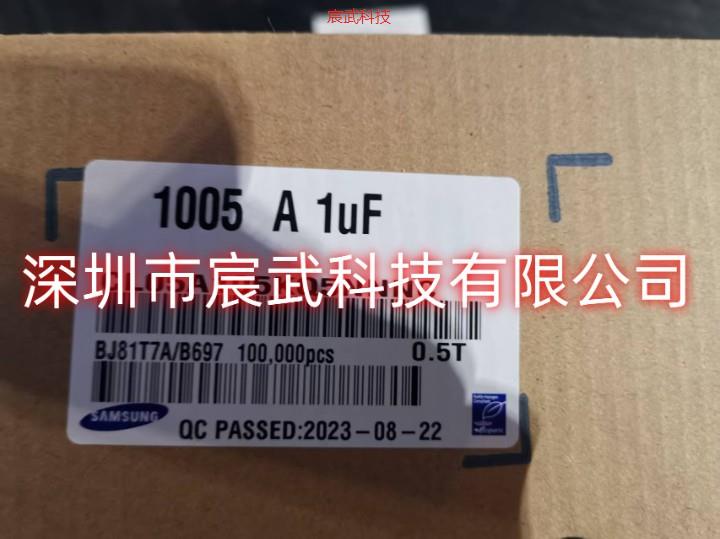 宸武科技
1005 A 1uF
深圳市宸武科技有限公司
BJ81T7A/B697 100,000pcs 0.5T
SAMSUNG
QC PASSED:2023-08-22